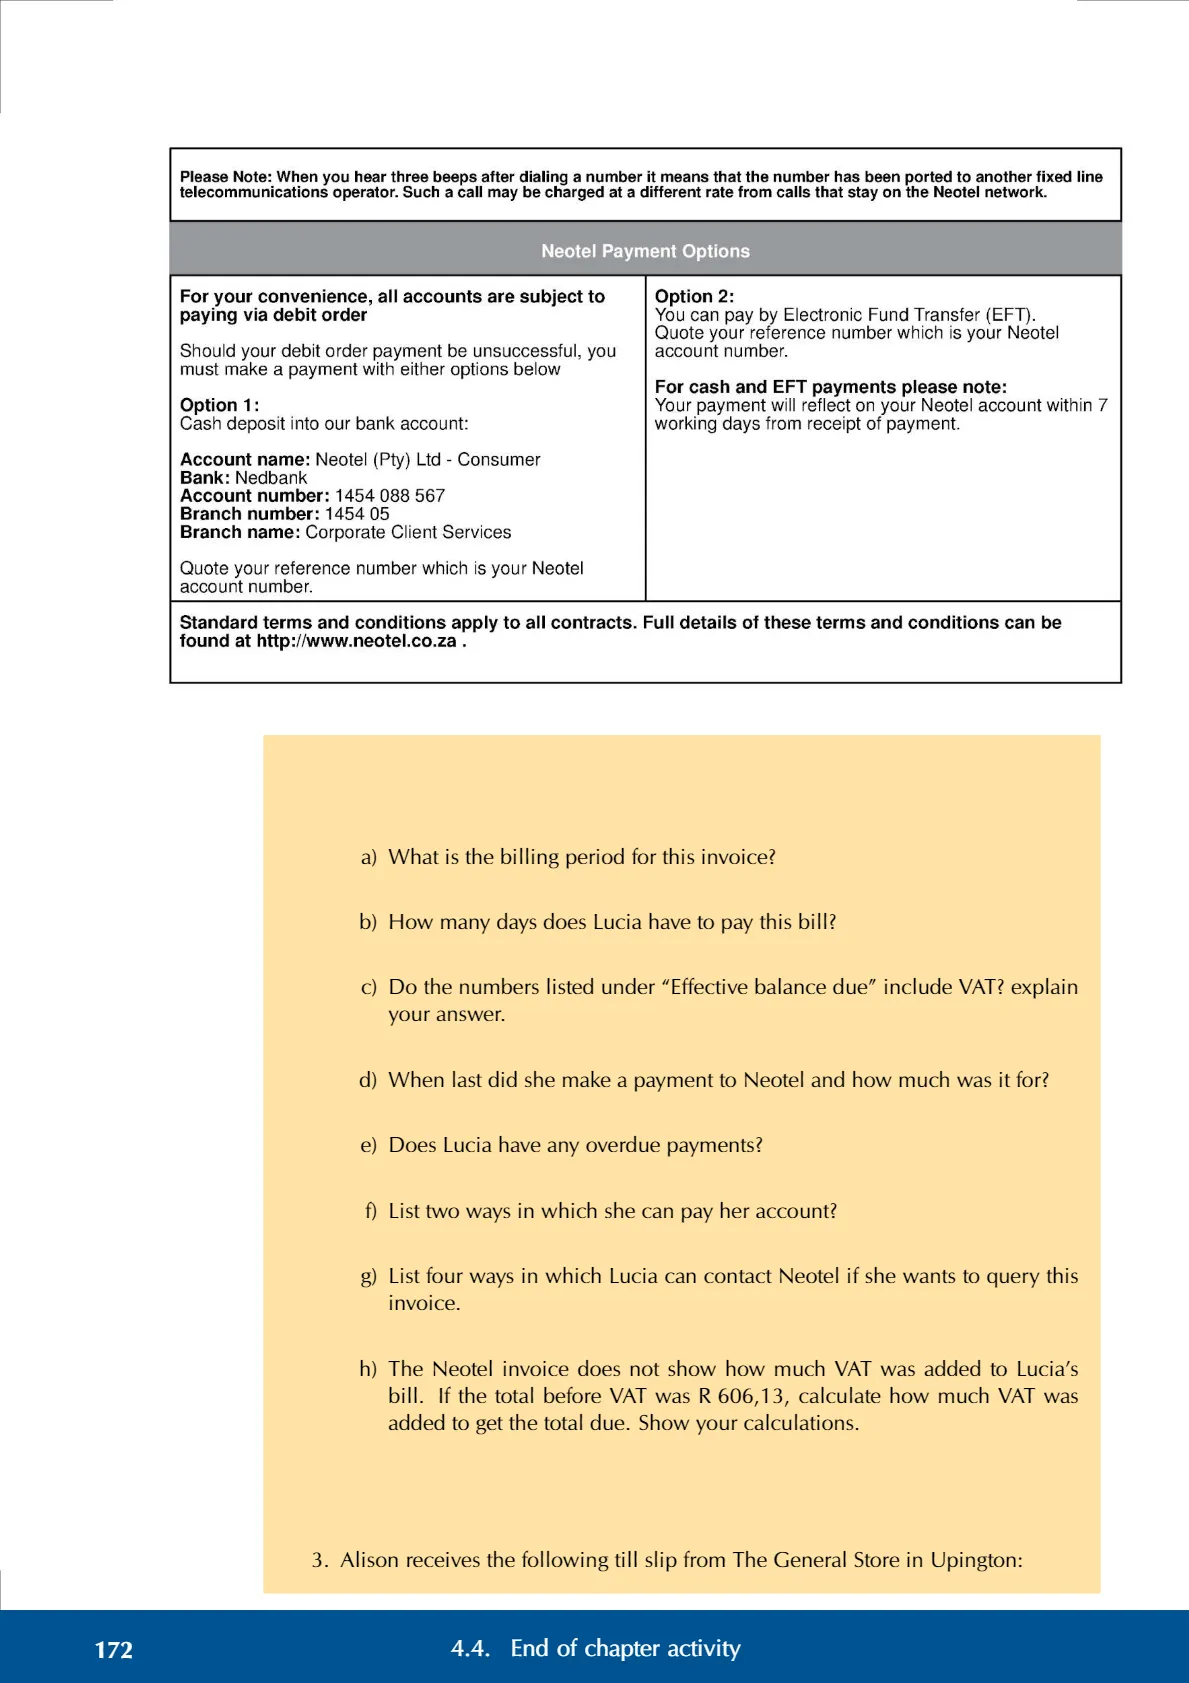 Please Note: When you hear three beeps after dialing a number it means that the number has been ported to another fixed line
telecommunications operator. Such a call may be charged at a different rate from calls that stay on the Neotel network.
Neotel Payment Options
For your convenience, all accounts are subject to
paying via debit order
Should your debit order payment be unsuccessful, you
must make a payment with either options below
Option 1:
Cash deposit into our bank account:
Account name: Neotel (Pty) Ltd - Consumer
Bank: Nedbank
Account number: 1454 088 567
Branch number: 1454 05
Branch name: Corporate Client Services
Quote your reference number which is your Neotel
account number.
Option 2:
You can pay by Electronic Fund Transfer (EFT).
Quote your reference number which is your Neotel
account number.
For cash and EFT payments please note:
Your payment will reflect on your Neotel account within 7
working days from receipt of payment.
Standard terms and conditions apply to all contracts. Full details of these terms and conditions can be
found at http://www.neotel.co.za .
a) What is the billing period for this invoice?
b) How many days does Lucia have to pay this bill?
c) Do the numbers listed under “Effective balance due” include VAT? explain
your answer.
d) When last did she make a payment to Neotel and how much was it for?
e) Does Lucia have any overdue payments?
f) List two ways in which she can pay her account?
g) List four ways in which Lucia can contact Neotel if she wants to query this
invoice.
h) The Neotel invoice does not show how much VAT was added to Lucia’s
bill. If the total before VAT was R 606,13, calculate how much VAT was
added to get the total due. Show your calculations.
3. Alison receives the following till slip from The General Store in Upington:
172
4.4. End of chapter activity